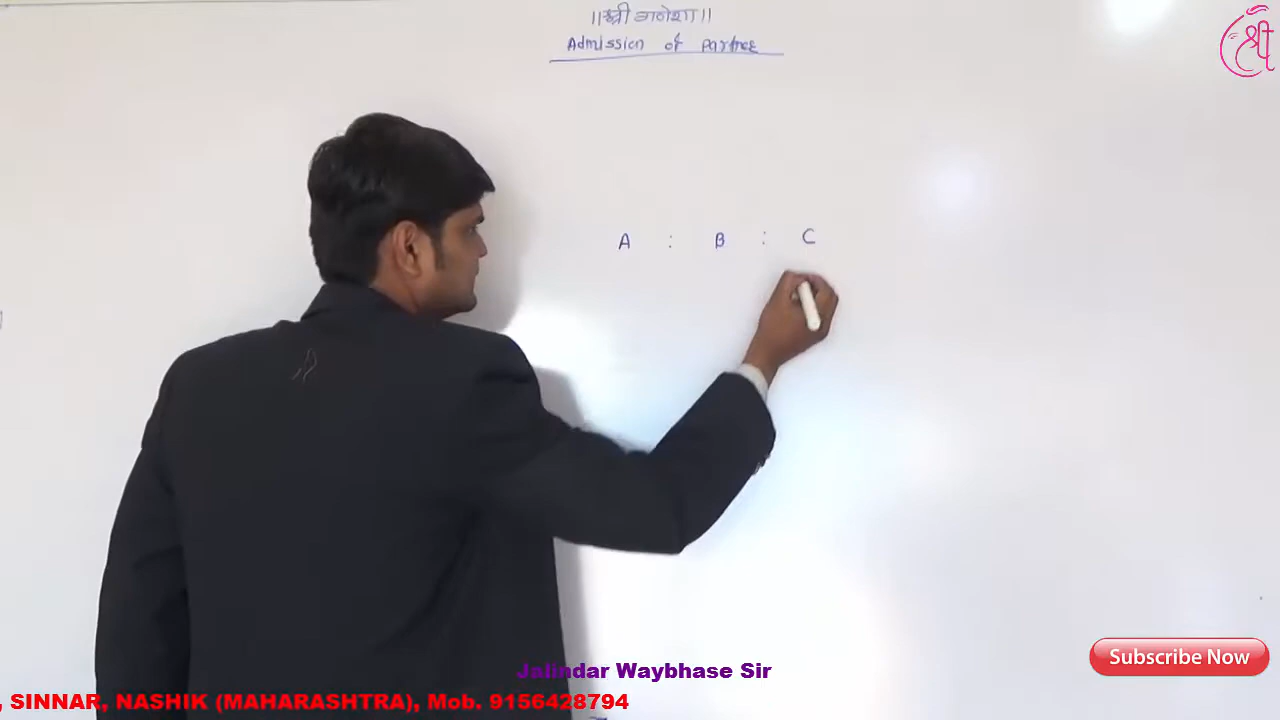 ॥ श्री गणेशा ॥
Admission of Partner
श्री
A : B : C
Subscribe Now
Jalindar Waybhase Sir
, SINNAR, NASHIK (MAHARASHTRA), Mob. 9156428794